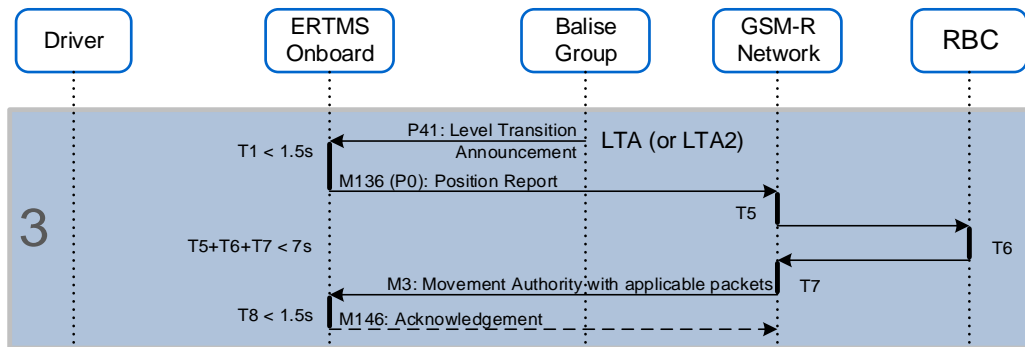 Driver
ERTMS
Onboard
Balise
Group
GSM-R
Network
RBC
P41: Level Transition
Announcement
LTA (or LTA2)
T1 < 1.5s
M136 (P0): Position Report
T5
3
T5+T6+T7 < 7s
T6
M3: Movement Authority with applicable packets
T7
T8 < 1.5s
M146: Acknowledgement